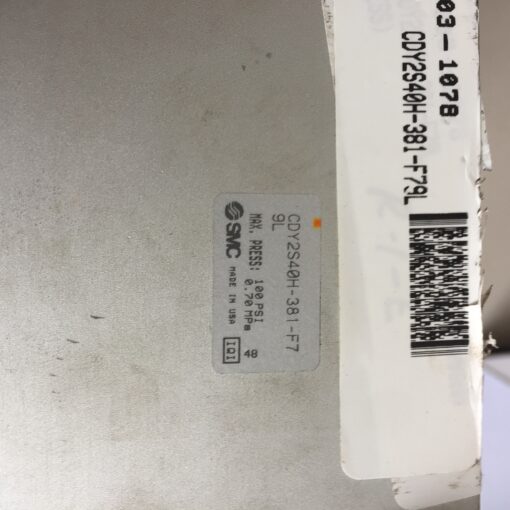 03-1078
CDY2S40H-381-F79L
CDY2S40H-381-F7
9L
MAX. PRESS: 100 PSI
0.70 MPa
SMC MADE IN USA
IQI 48